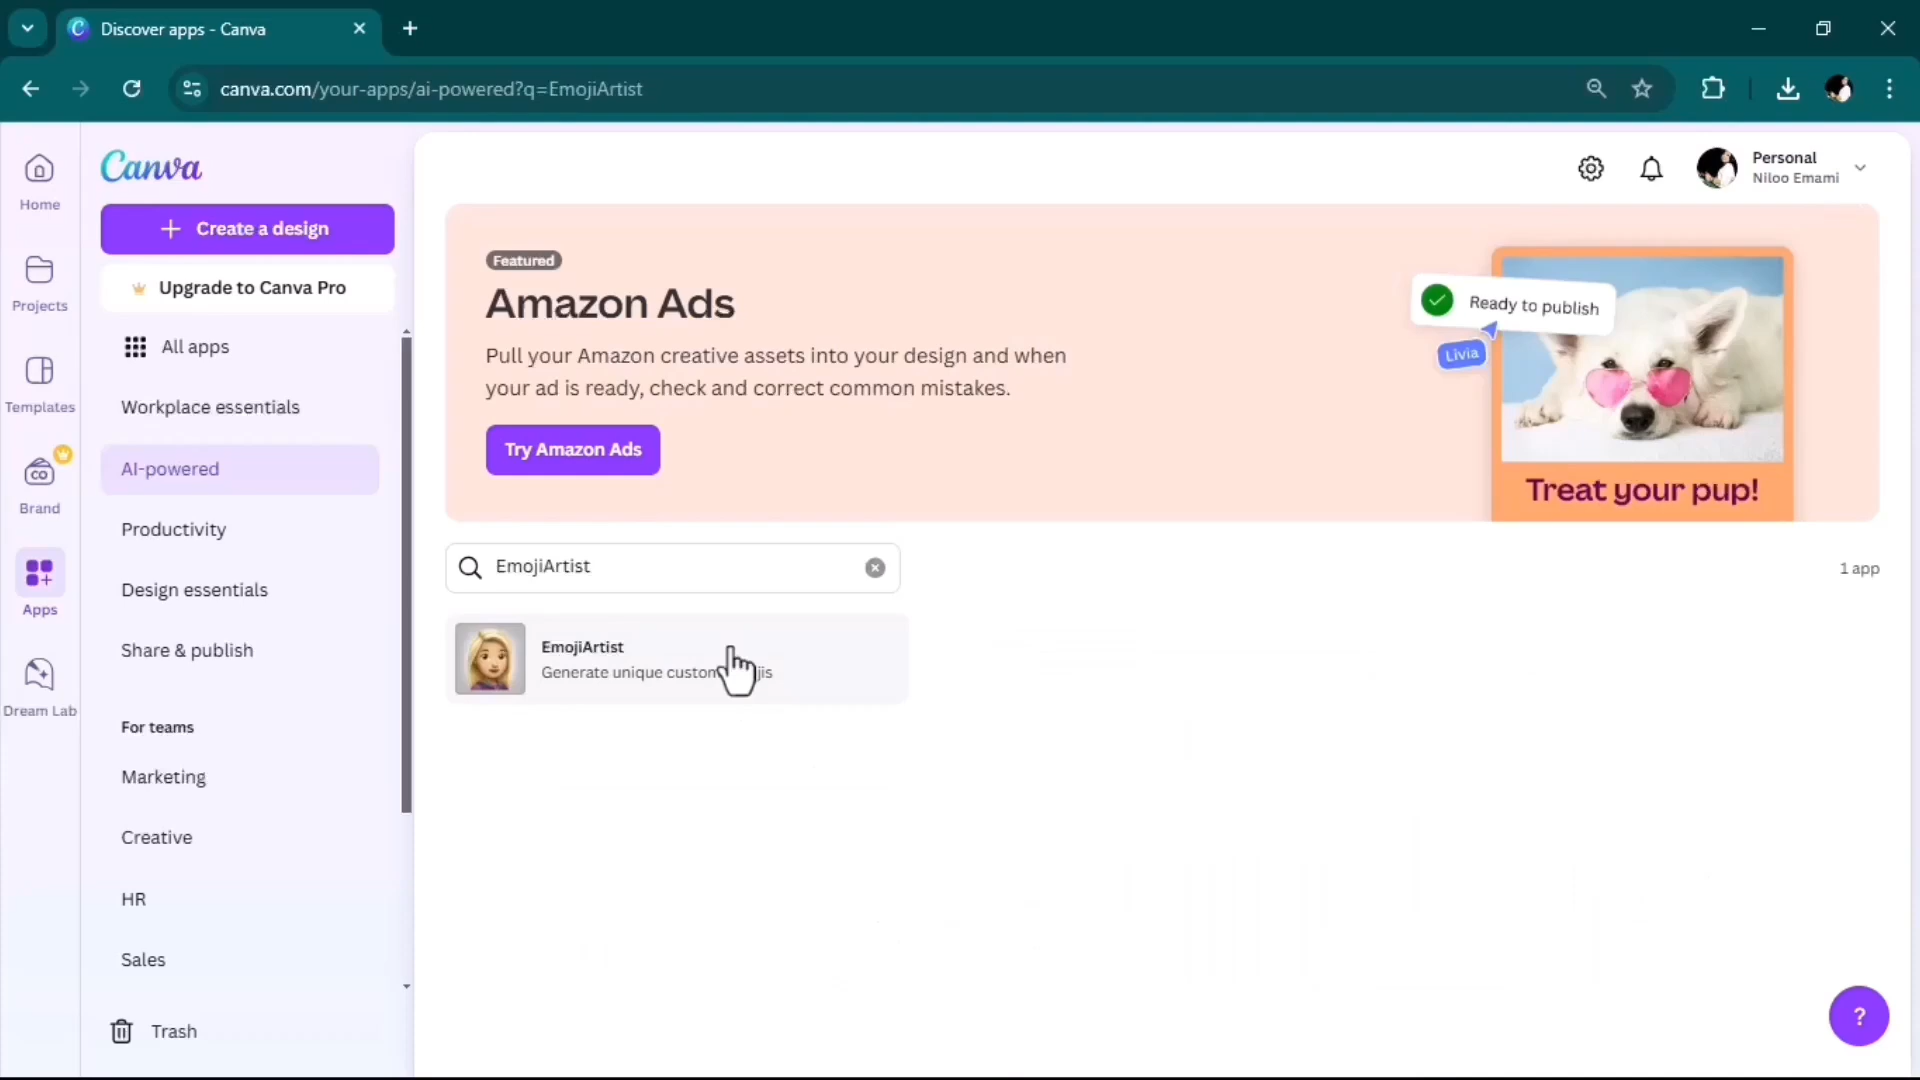 Discover apps - Canva
canva.com/your-apps/ai-powered?q=EmojiArtist
Home
Projects
Templates
Brand
Apps
Dream Lab
Canva
Create a design
Upgrade to Canva Pro
All apps
Workplace essentials
AI-powered
Productivity
Design essentials
Share & publish
For teams
Marketing
Creative
HR
Sales
Trash
Personal
Niloo Emami
Featured
Amazon Ads
Pull your Amazon creative assets into your design and when
your ad is ready, check and correct common mistakes.
Try Amazon Ads
Ready to publish
Livia
Treat your pup!
EmojiArtist
1 app
EmojiArtist
Generate unique custom
?